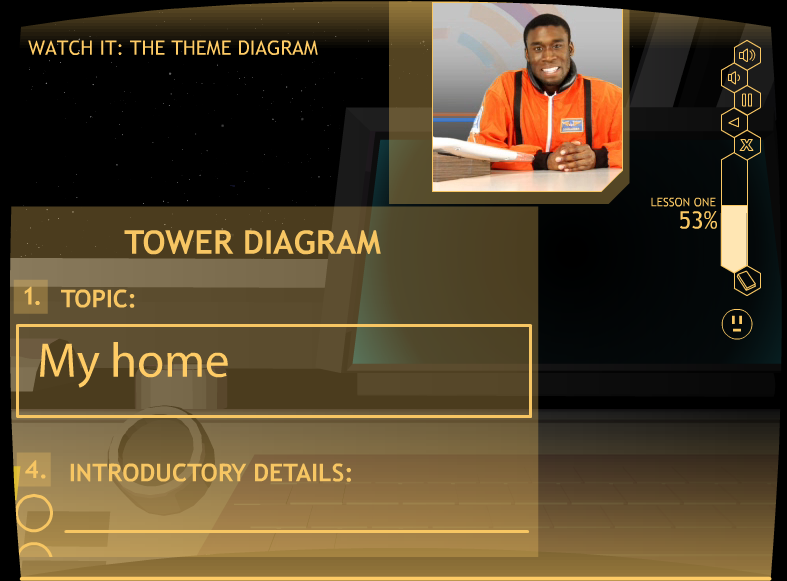 WATCH IT: THE THEME DIAGRAM
X
LESSON ONE
53%
TOWER DIAGRAM
1. TOPIC:
My home
4. INTRODUCTORY DETAILS: